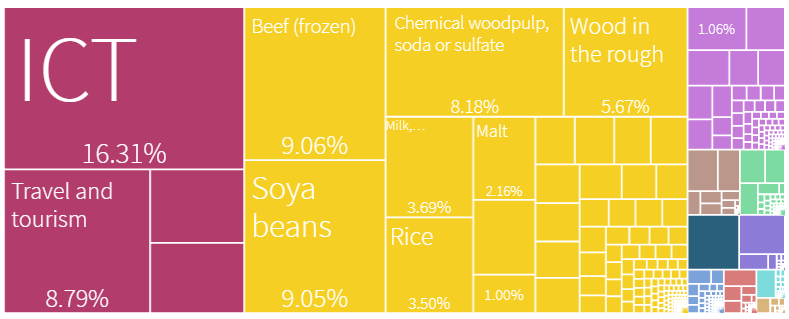 ICT
16.31%
Travel and
tourism
8.79%
Beef (frozen)
9.06%
Soya
beans
9.05%
Chemical woodpulp,
soda or sulfate
8.18%
Wood in
the rough
5.67%
Milk,...
3.69%
Rice
3.50%
Malt
2.16%
1.00%
1.06%